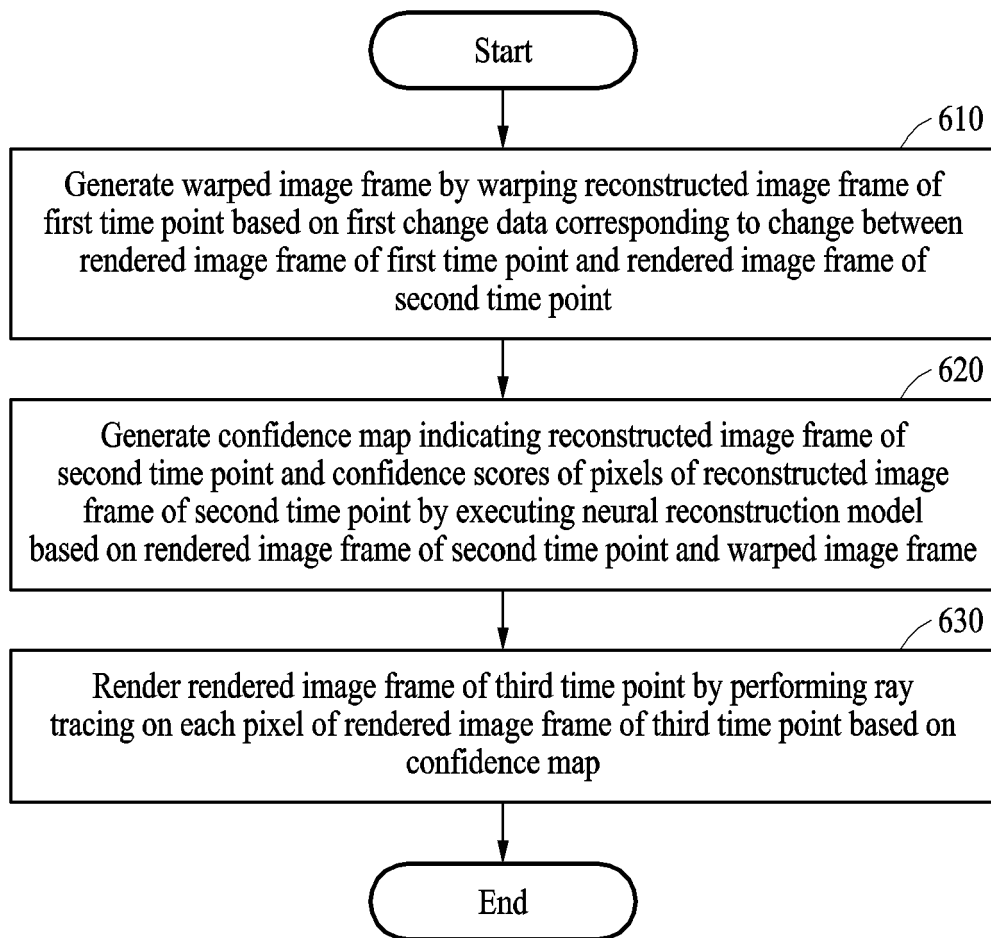 Start
610
Generate warped image frame by warping reconstructed image frame of
first time point based on first change data corresponding to change between
rendered image frame of first time point and rendered image frame of
second time point
620
Generate confidence map indicating reconstructed image frame of
second time point and confidence scores of pixels of reconstructed image
frame of second time point by executing neural reconstruction model
based on rendered image frame of second time point and warped image frame
630
Render rendered image frame of third time point by performing ray
tracing on each pixel of rendered image frame of third time point based on
confidence map
End